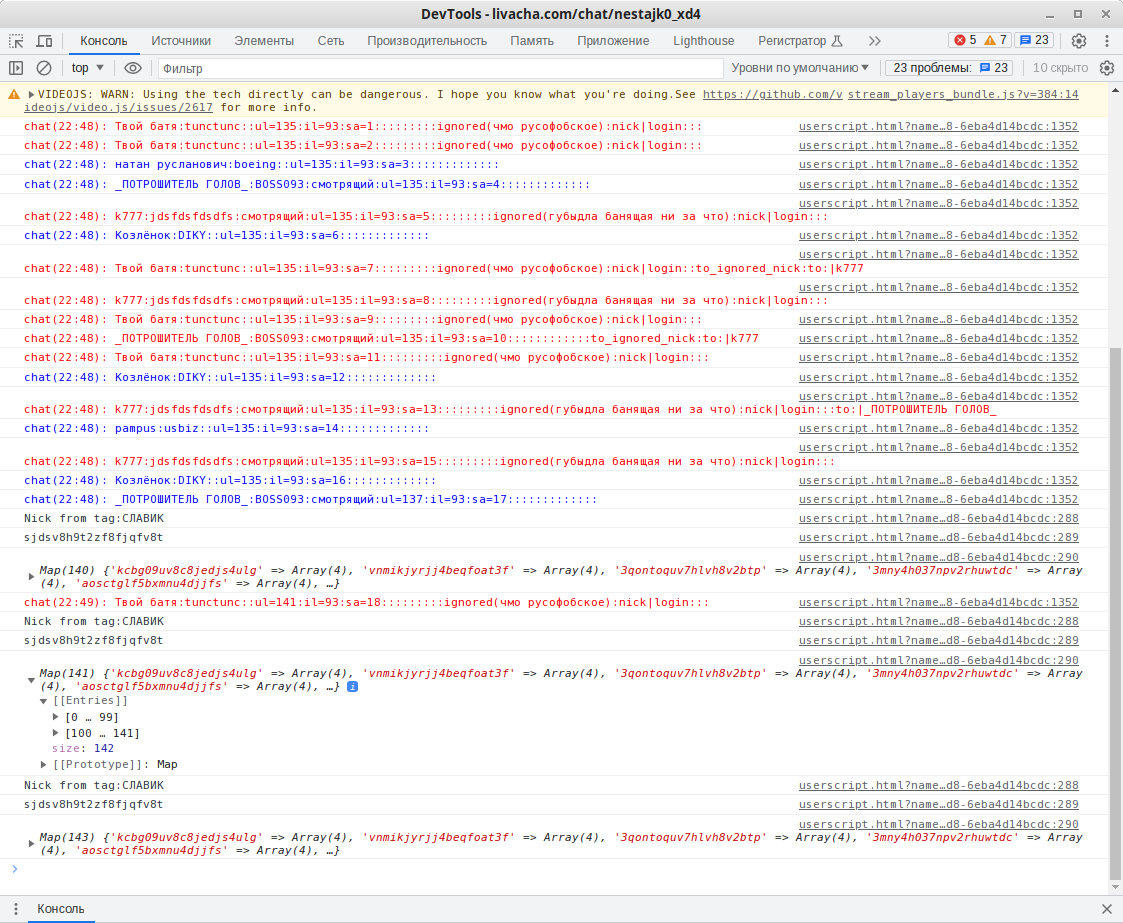 DevTools - livacha.com/chat/nestajk0_xd4
Консоль Источники Элементы Сеть Производительность Память Приложение Lighthouse Регистратор 5 7 23
top Фильтр Уровни по умолчанию 23 проблемы: 23 10 скрыто
VIDEOJS: WARN: Using the tech directly can be dangerous. I hope you know what you're doing.See https://github.com/v stream_players_bundle.js?v=384:14
ideojs/video.js/issues/2617 for more info.
chat(22:48): Твой батя:tunctunc::ul=135:il=93:sa=1:::::::::ignored(чмо русофобское):nick|login::: userscript.html?name…8-6eba4d14bcdc:1352
chat(22:48): Твой батя:tunctunc::ul=135:il=93:sa=2:::::::::ignored(чмо русофобское):nick|login::: userscript.html?name…8-6eba4d14bcdc:1352
chat(22:48): натан русланович:boeing::ul=135:il=93:sa=3::::::::::::: userscript.html?name…8-6eba4d14bcdc:1352
chat(22:48): _ПОТРОШИТЕЛЬ ГОЛОВ_:BOSS093:смотрящий:ul=135:il=93:sa=4:::::::::::: userscript.html?name…8-6eba4d14bcdc:1352
userscript.html?name…8-6eba4d14bcdc:1352
chat(22:48): k777:jdsfdsfdsdfs:смотрящий:ul=135:il=93:sa=5:::::::::ignored(губыдла банящая ни за что):nick|login:::
chat(22:48): Козлёнок:DIKY::ul=135:il=93:sa=6::::::::::::: userscript.html?name…8-6eba4d14bcdc:1352
userscript.html?name…8-6eba4d14bcdc:1352
chat(22:48): Твой батя:tunctunc::ul=135:il=93:sa=7:::::::::ignored(чмо русофобское):nick|login::to_ignored_nick:to:|k777
userscript.html?name…8-6eba4d14bcdc:1352
chat(22:48): k777:jdsfdsfdsdfs:смотрящий:ul=135:il=93:sa=8:::::::::ignored(губыдла банящая ни за что):nick|login:::
chat(22:48): Твой батя:tunctunc::ul=135:il=93:sa=9:::::::::ignored(чмо русофобское):nick|login::: userscript.html?name…8-6eba4d14bcdc:1352
chat(22:48): _ПОТРОШИТЕЛЬ ГОЛОВ_:BOSS093:смотрящий:ul=135:il=93:sa=10::::::::::::to_ignored_nick:to:|k777 userscript.html?name…8-6eba4d14bcdc:1352
chat(22:48): Твой батя:tunctunc::ul=135:il=93:sa=11:::::::::ignored(чмо русофобское):nick|login::: userscript.html?name…8-6eba4d14bcdc:1352
chat(22:48): Козлёнок:DIKY::ul=135:il=93:sa=12::::::::::::: userscript.html?name…8-6eba4d14bcdc:1352
userscript.html?name…8-6eba4d14bcdc:1352
chat(22:48): k777:jdsfdsfdsdfs:смотрящий:ul=135:il=93:sa=13:::::::::ignored(губыдла банящая ни за что):nick|login:::to:|_ПОТРОШИТЕЛЬ ГОЛОВ_
chat(22:48): pampus:usbiz::ul=135:il=93:sa=14::::::::::::: userscript.html?name…8-6eba4d14bcdc:1352
userscript.html?name…8-6eba4d14bcdc:1352
chat(22:48): k777:jdsfdsfdsdfs:смотрящий:ul=135:il=93:sa=15:::::::::ignored(губыдла банящая ни за что):nick|login:::
chat(22:48): Козлёнок:DIKY::ul=135:il=93:sa=16::::::::::::: userscript.html?name…8-6eba4d14bcdc:1352
chat(22:48): _ПОТРОШИТЕЛЬ ГОЛОВ_:BOSS093:смотрящий:ul=137:il=93:sa=17::::::::::::: userscript.html?name…8-6eba4d14bcdc:1352
Nick from tag:СЛАВИК userscript.html?name…d8-6eba4d14bcdc:288
sjdsv8h9t2zf8fjqfv8t userscript.html?name…d8-6eba4d14bcdc:289
userscript.html?name…d8-6eba4d14bcdc:290
Map(140) {'kcbg09uv8c8jedjs4ulg' => Array(4), 'vnmikjyrjj4beqfoat3f' => Array(4), '3qontoquv7hlvh8v2btp' => Array(4), '3mny4h037npv2rhuwtdc' => Array
(4), 'aosctglf5bxmnu4djjfs' => Array(4), …}
chat(22:49): Твой батя:tunctunc::ul=141:il=93:sa=18:::::::::ignored(чмо русофобское):nick|login::: userscript.html?name…8-6eba4d14bcdc:1352
Nick from tag:СЛАВИК userscript.html?name…d8-6eba4d14bcdc:288
sjdsv8h9t2zf8fjqfv8t userscript.html?name…d8-6eba4d14bcdc:289
userscript.html?name…d8-6eba4d14bcdc:290
Map(141) {'kcbg09uv8c8jedjs4ulg' => Array(4), 'vnmikjyrjj4beqfoat3f' => Array(4), '3qontoquv7hlvh8v2btp' => Array(4), '3mny4h037npv2rhuwtdc' => Array
(4), 'aosctglf5bxmnu4djjfs' => Array(4), …} i
[[Entries]]
[0 … 99]
[100 … 141]
size: 142
[[Prototype]]: Map
Nick from tag:СЛАВИК userscript.html?name…d8-6eba4d14bcdc:288
sjdsv8h9t2zf8fjqfv8t userscript.html?name…d8-6eba4d14bcdc:289
userscript.html?name…d8-6eba4d14bcdc:290
Map(143) {'kcbg09uv8c8jedjs4ulg' => Array(4), 'vnmikjyrjj4beqfoat3f' => Array(4), '3qontoquv7hlvh8v2btp' => Array(4), '3mny4h037npv2rhuwtdc' => Array
(4), 'aosctglf5bxmnu4djjfs' => Array(4), …}
Консоль